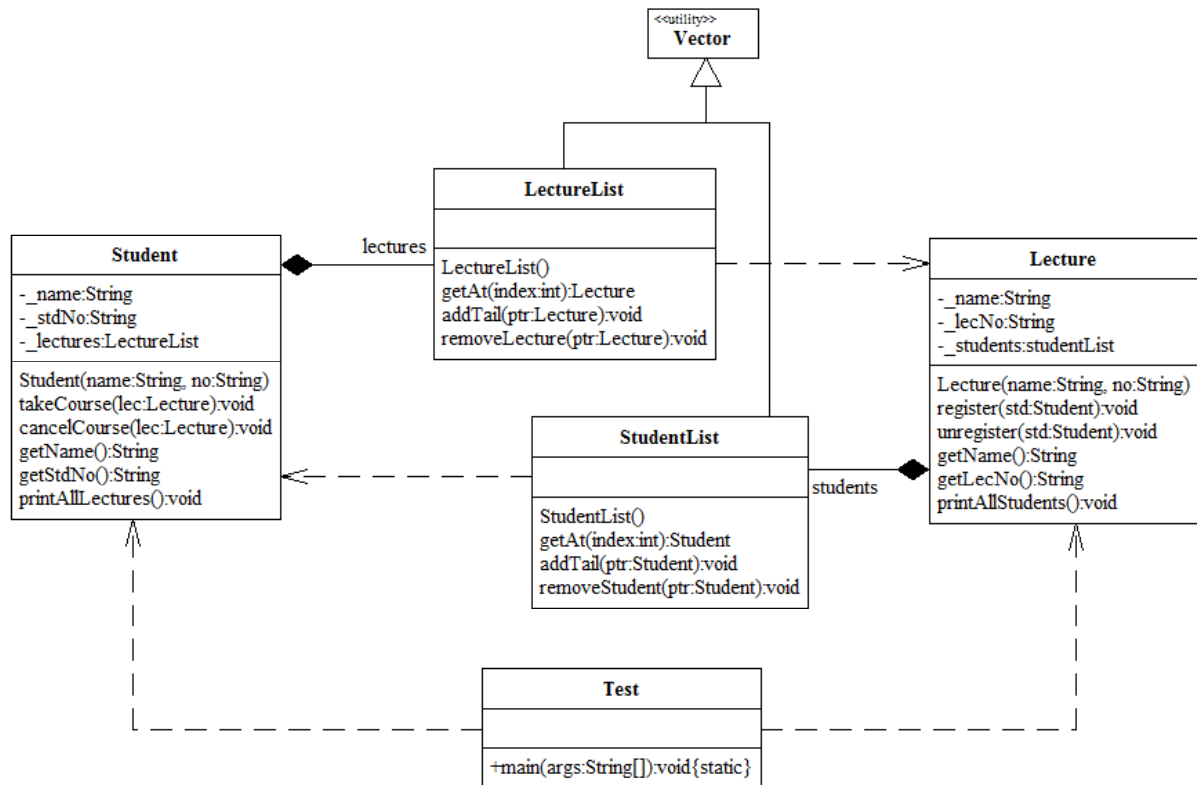 <<utility>>
Vector
LectureList
LectureList()
getAt(index:int):Lecture
addTail(ptr:Lecture):void
removeLecture(ptr:Lecture):void
lectures
Student
-_name:String
-_stdNo:String
-_lectures:LectureList
Student(name:String, no:String)
takeCourse(lec:Lecture):void
cancelCourse(lec:Lecture):void
getName():String
getStdNo():String
printAllLectures():void
Lecture
-_name:String
-_lecNo:String
-_students:studentList
Lecture(name:String, no:String)
register(std:Student):void
unregister(std:Student):void
getName():String
getLecNo():String
printAllStudents():void
StudentList
StudentList()
getAt(index:int):Student
addTail(ptr:Student):void
removeStudent(ptr:Student):void
students
Test
+main(args:String[]):void{static}